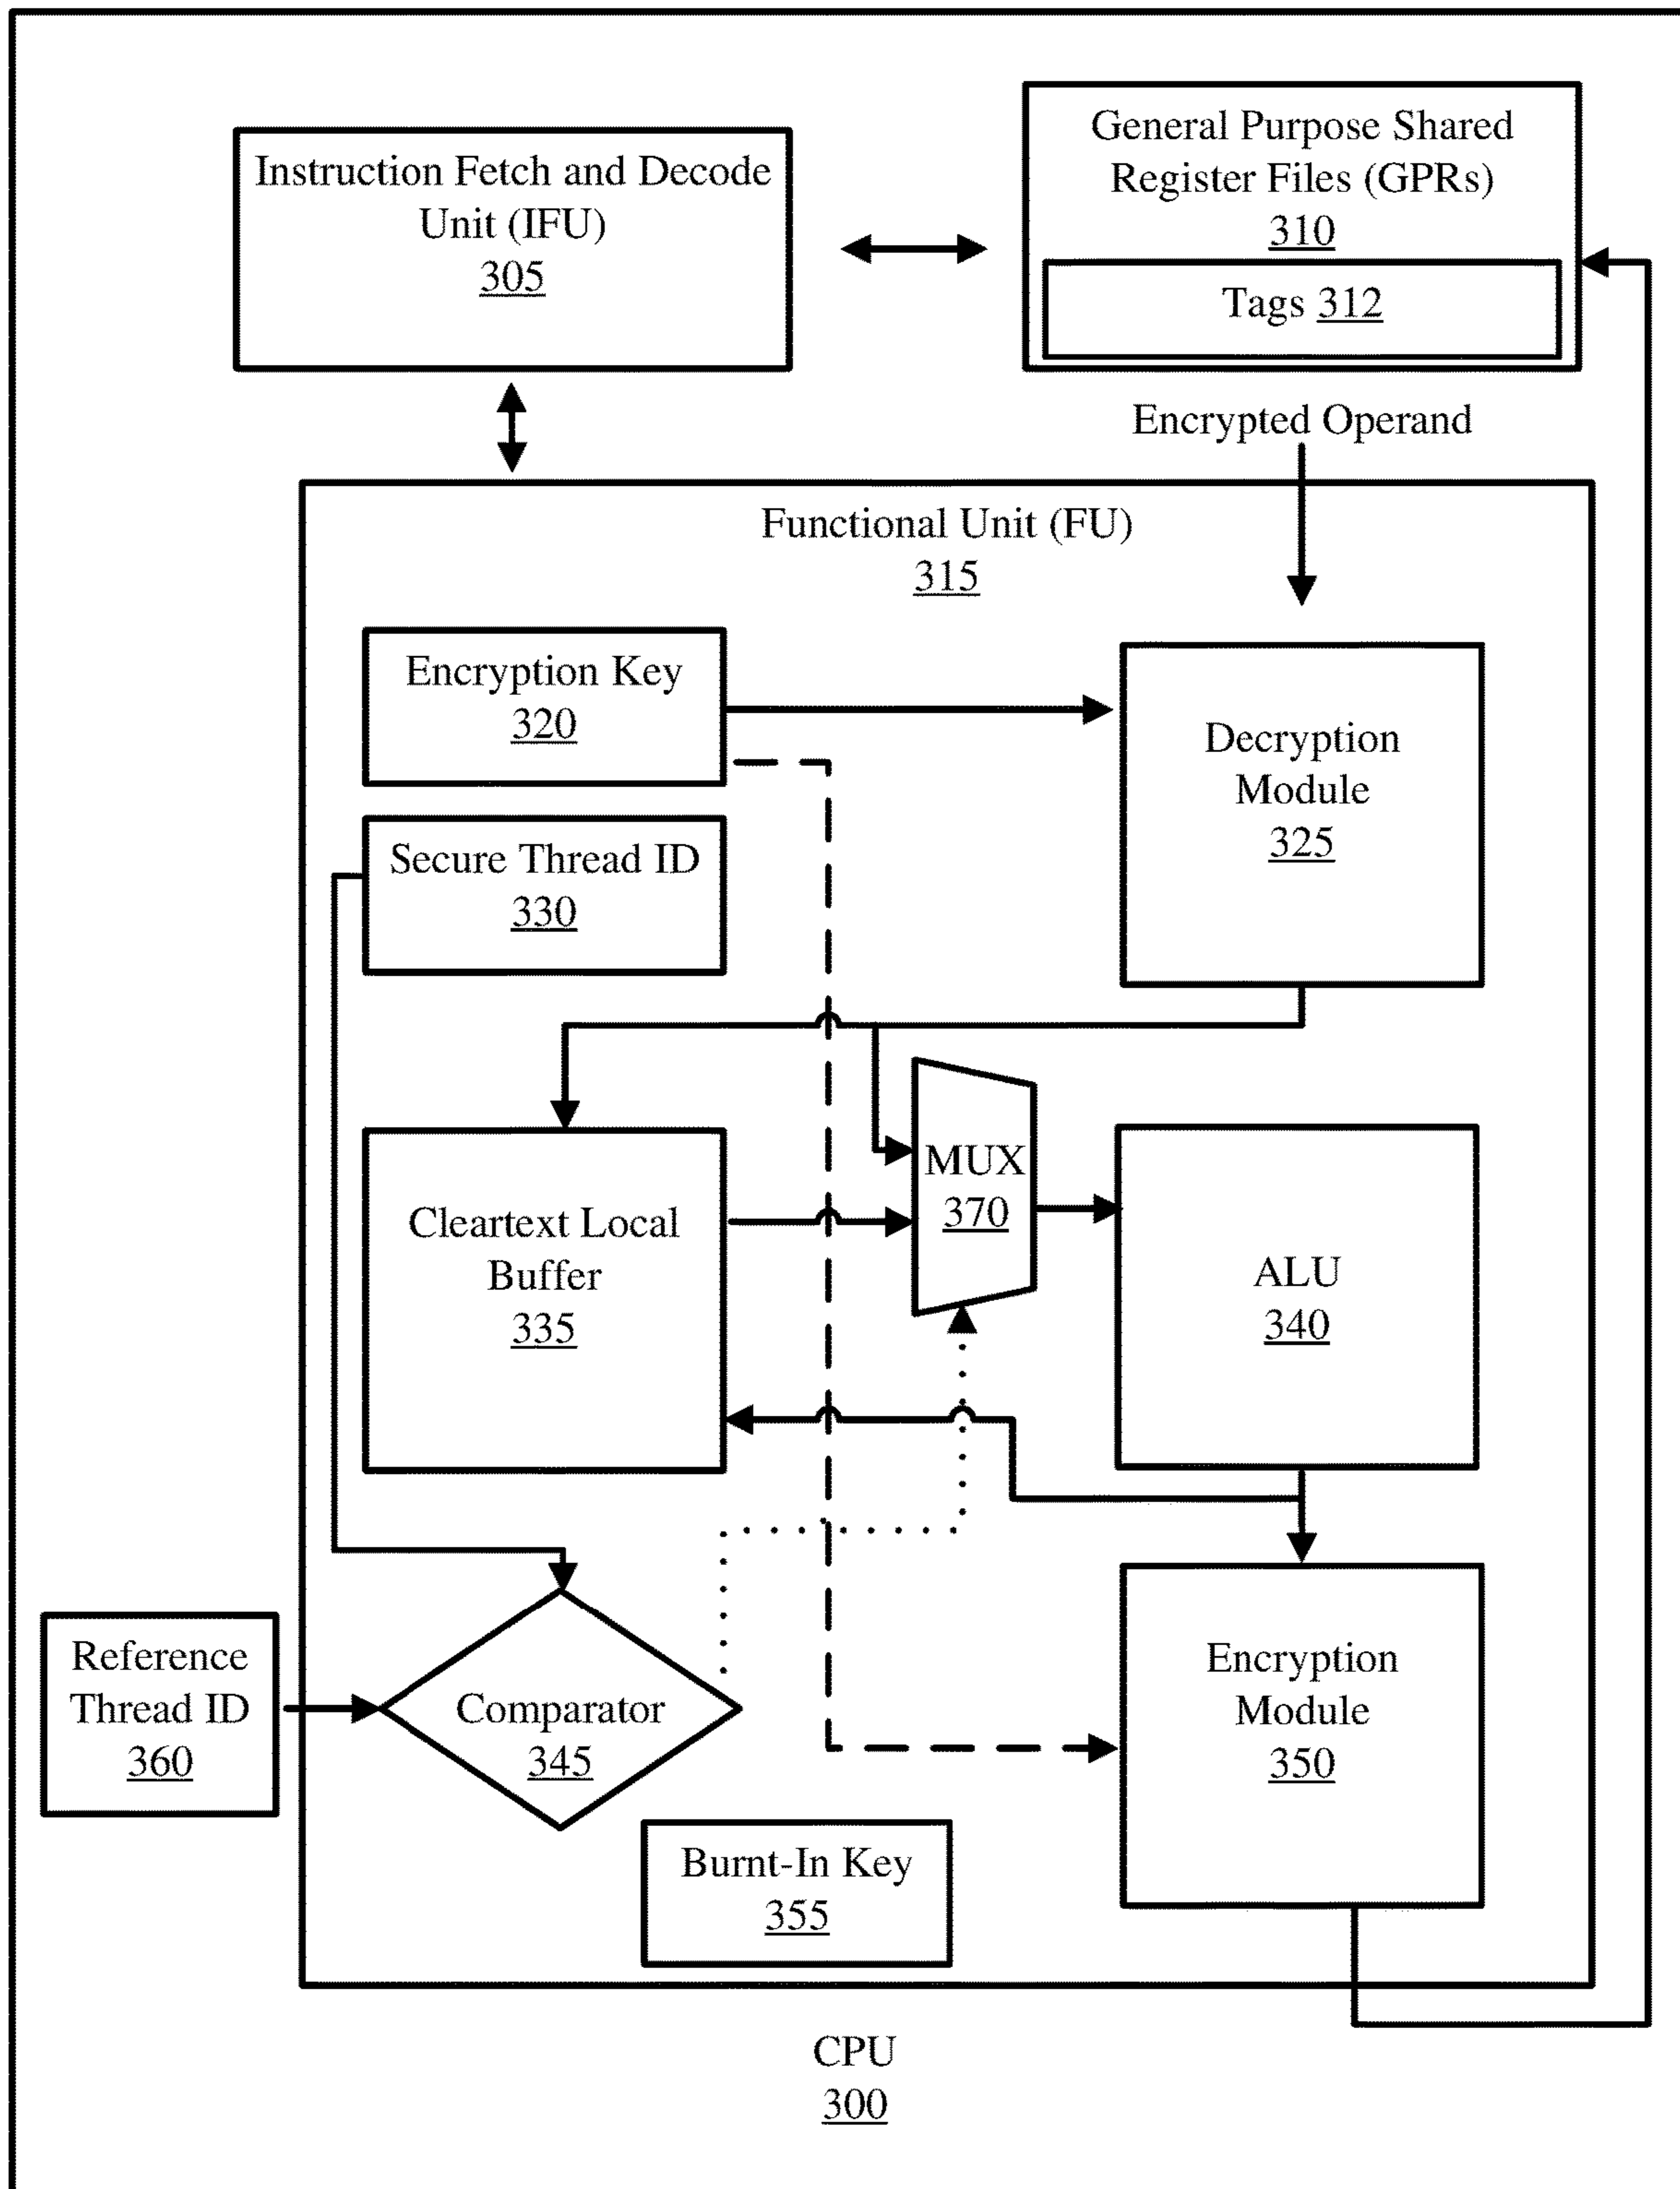 Instruction Fetch and Decode
Unit (IFU)
305
General Purpose Shared
Register Files (GPRs)
310
Tags 312
Encrypted Operand
Functional Unit (FU)
315
Encryption Key
320
Decryption
Module
325
Secure Thread ID
330
MUX
370
Cleartext Local
Buffer
335
ALU
340
Reference
Thread ID
360
Comparator
345
Encryption
Module
350
Burnt-In Key
355
CPU
300